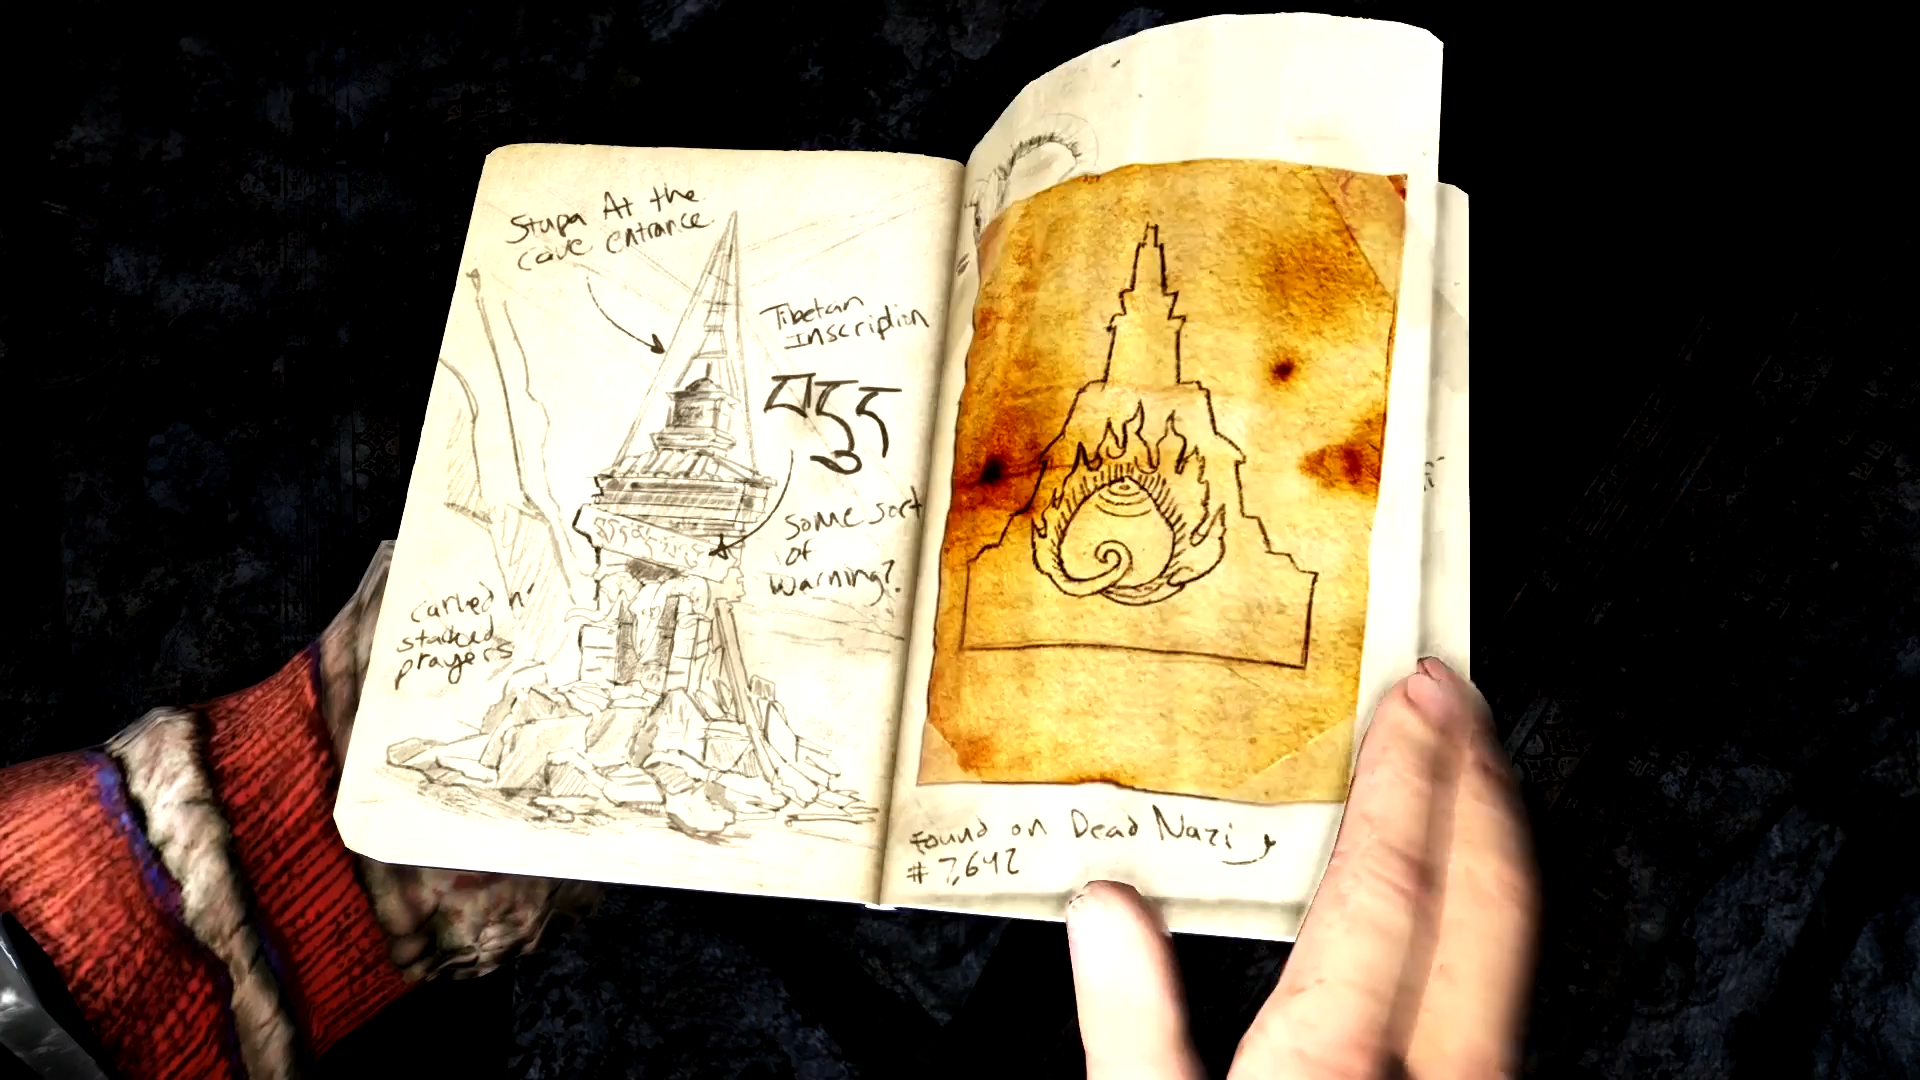 Stupa At the
cave entrance
Tibetan
Inscription
བདུད
Some sort
of
warning?
carved n'
stacked
prayers
Found on Dead Nazi
# 7,642